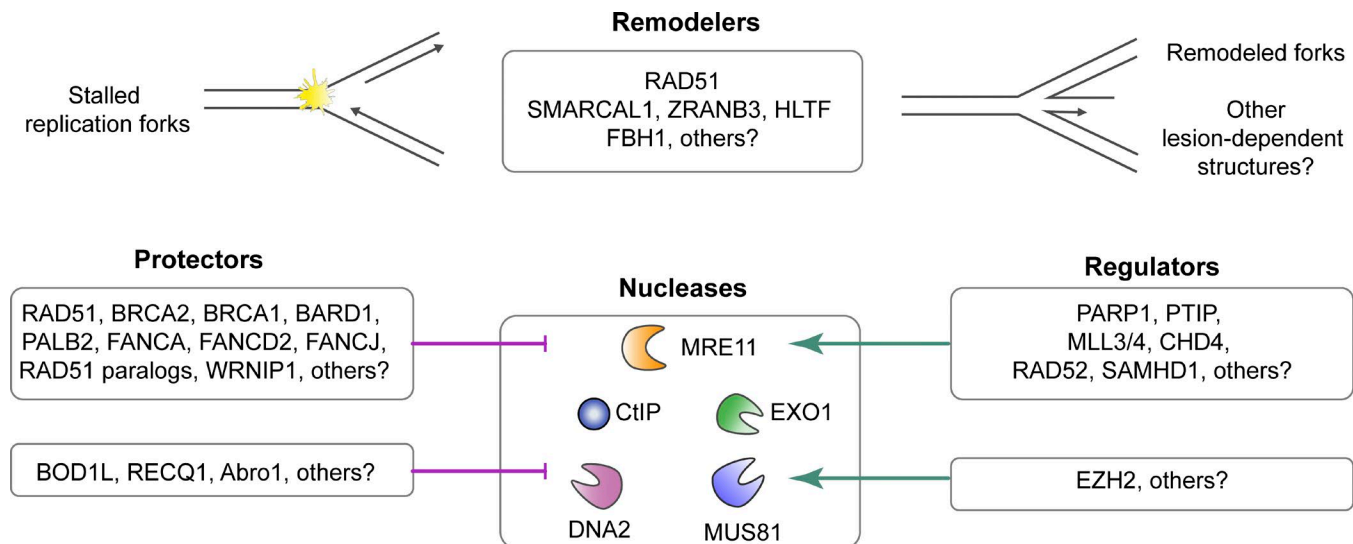 Remodelers
Stalled
replication forks
RAD51
SMARCAL1, ZRANB3, HLTF
FBH1, others?
Remodeled forks
Other
lesion-dependent
structures?
Protectors
RAD51, BRCA2, BRCA1, BARD1,
PALB2, FANCA, FANCD2, FANCJ,
RAD51 paralogs, WRNIP1, others?
BOD1L, RECQ1, Abro1, others?
Nucleases
MRE11
CtIP
EXO1
DNA2
MUS81
Regulators
PARP1, PTIP,
MLL3/4, CHD4,
RAD52, SAMHD1, others?
EZH2, others?